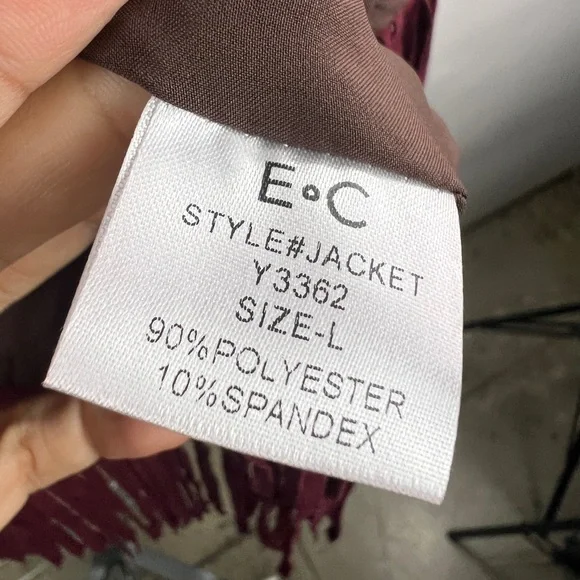 E∘C
STYLE#JACKET
Y3362
SIZE-L
90%POLYESTER
10%SPANDEX